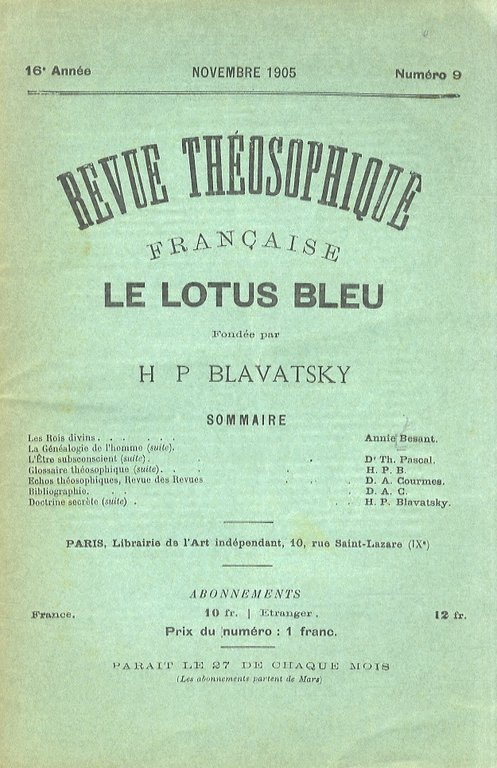 16e Année NOVEMBRE 1905 Numéro 9
REVUE THÉOSOPHIQUE
FRANÇAISE
LE LOTUS BLEU
Fondée par
H P BLAVATSKY
SOMMAIRE
Les Rois divins. . . . . . . Annie Besant.
La Généalogie de l'homme (suite).
L'Être subsconscient (suite). . . . Dr Th. Pascal.
Glossaire théosophique (suite). . . . H. P. B.
Echos théosophiques, Revue des Revues . . . D. A. Courmes.
Bibliographie. . . . . D. A. C.
Doctrine secrète (suite) . . . H. P. Blavatsky.
PARIS, Librairie de l'Art indépendant, 10, rue Saint-Lazare (IXe)
ABONNEMENTS
France. 10 fr. | Etranger. 12 fr.
Prix du numéro : 1 franc.
PARAIT LE 27 DE CHAQUE MOIS
(Les abonnements partent de Mars)